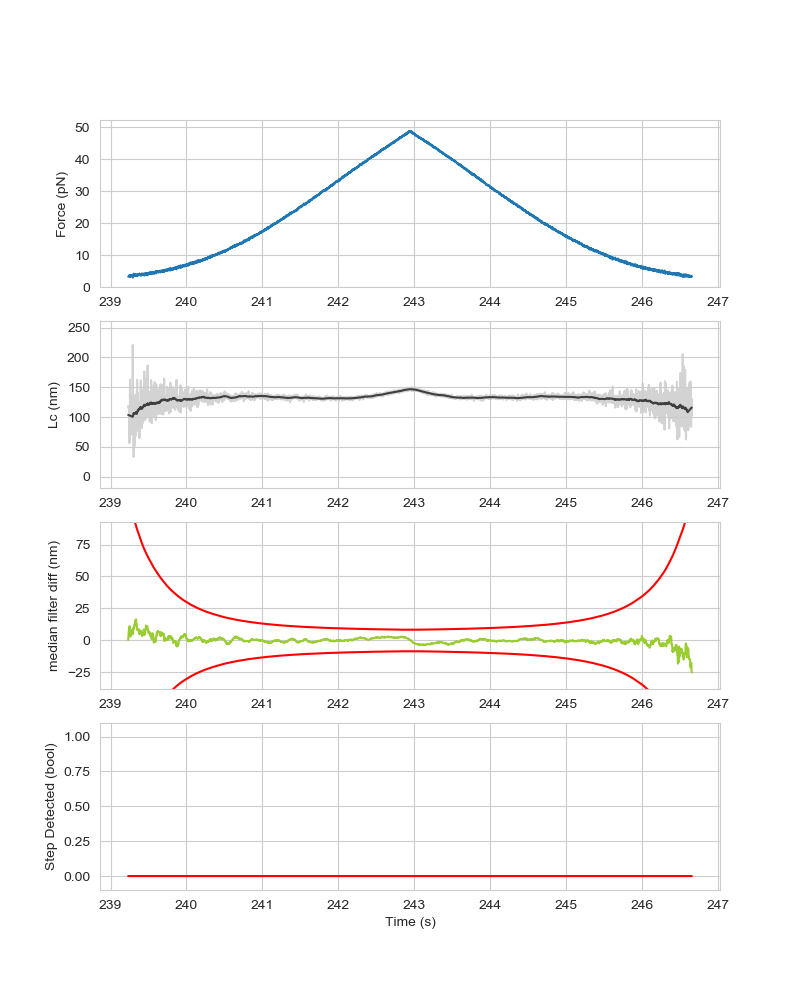 50
40
30
20
10
0
Force (pN)
239 240 241 242 243 244 245 246 247
250
200
150
100
50
0
Lc (nm)
239 240 241 242 243 244 245 246 247
75
50
25
0
−25
median filter diff (nm)
239 240 241 242 243 244 245 246 247
1.00
0.75
0.50
0.25
0.00
Step Detected (bool)
239 240 241 242 243 244 245 246 247
Time (s)